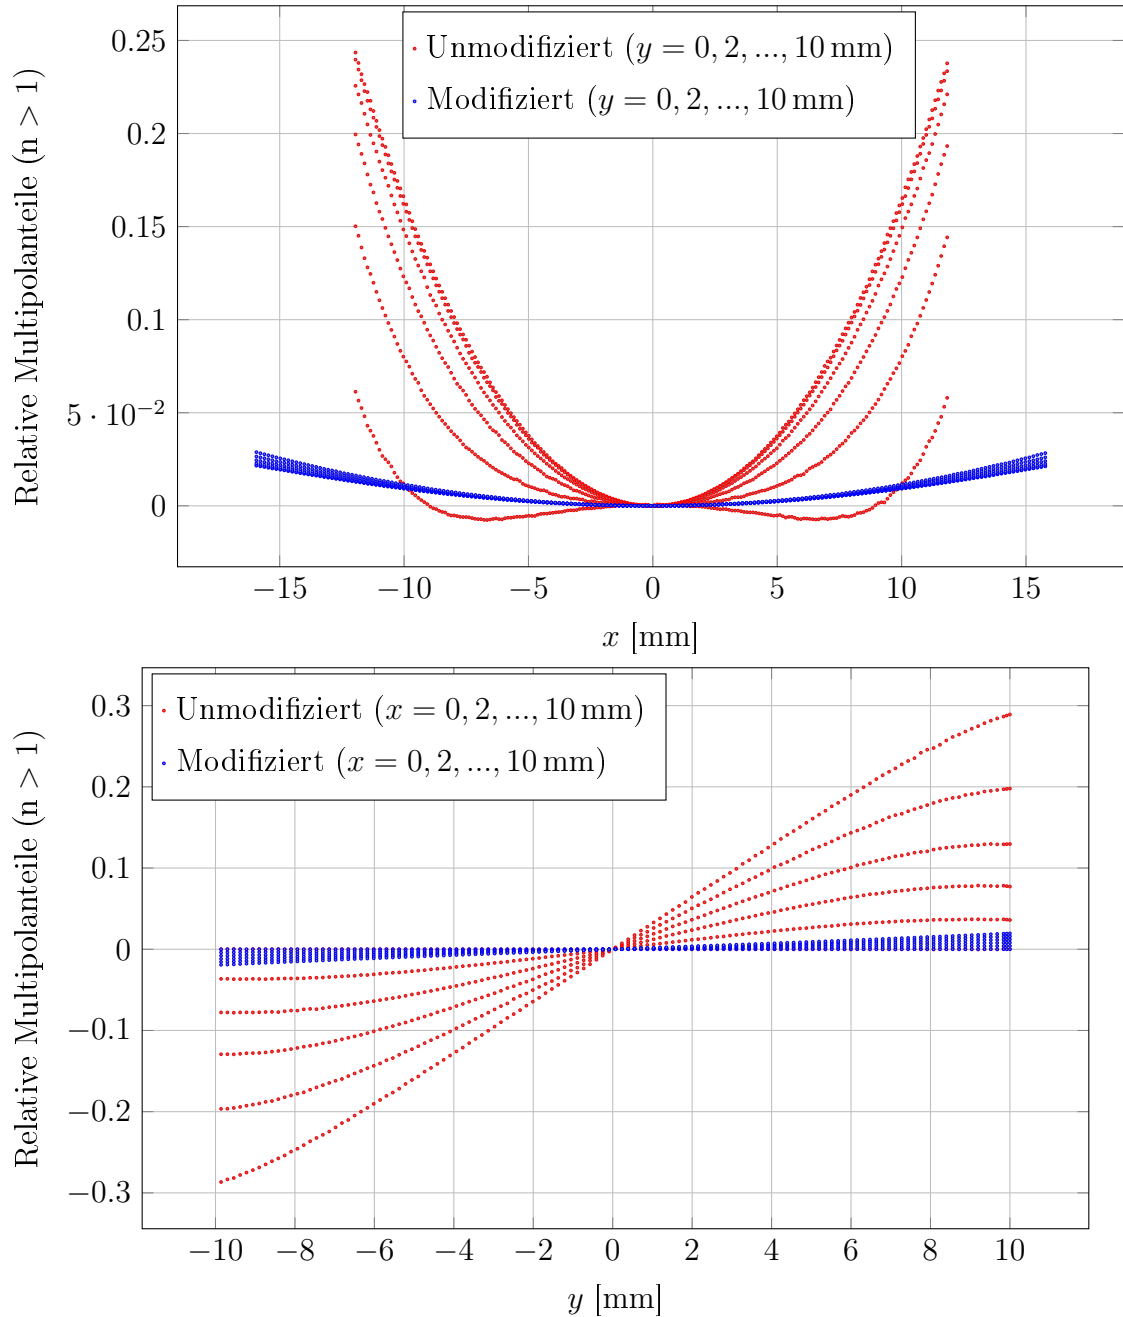 Relative Multipolanteile (n > 1)
0.25
0.2
0.15
0.1
5 · 10⁻²
0
Unmodifiziert (y = 0, 2, ..., 10 mm)
Modifiziert (y = 0, 2, ..., 10 mm)
−15 −10 −5 0 5 10 15
x [mm]
Relative Multipolanteile (n > 1)
0.3
0.2
0.1
0
−0.1
−0.2
−0.3
Unmodifiziert (x = 0, 2, ..., 10 mm)
Modifiziert (x = 0, 2, ..., 10 mm)
−10 −8 −6 −4 −2 0 2 4 6 8 10
y [mm]